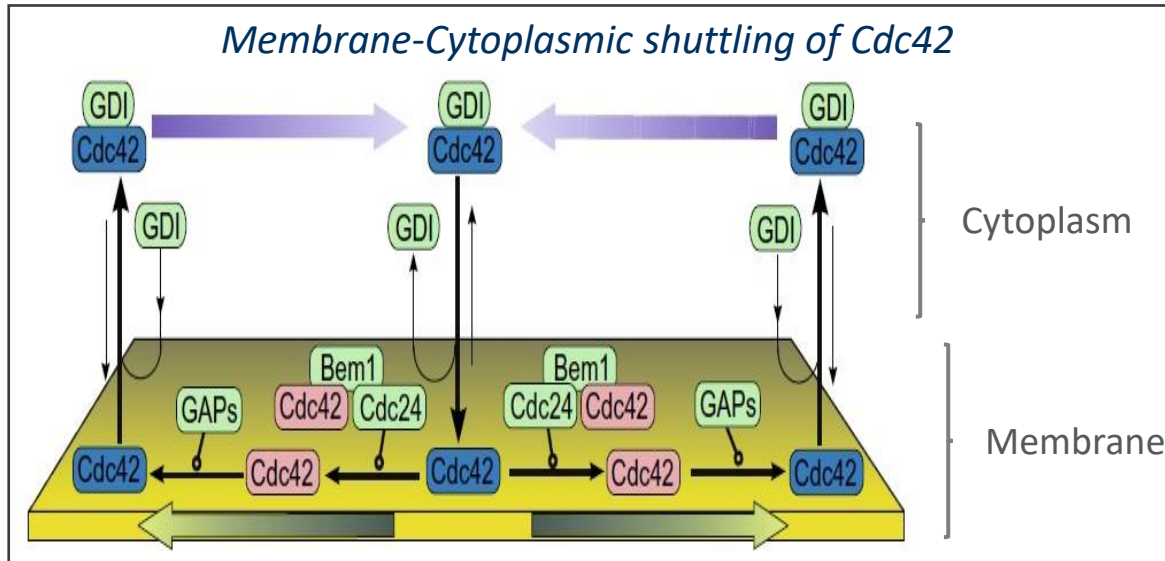 Membrane-Cytoplasmic shuttling of Cdc42
GDI
Cdc42
GDI
Cdc42
GDI
Cdc42
GDI
GDI
GDI
Cytoplasm
Bem1
Cdc42
Cdc24
Bem1
Cdc24
Cdc42
GAPs
GAPs
Membrane
Cdc42
Cdc42
Cdc42
Cdc42
Cdc42